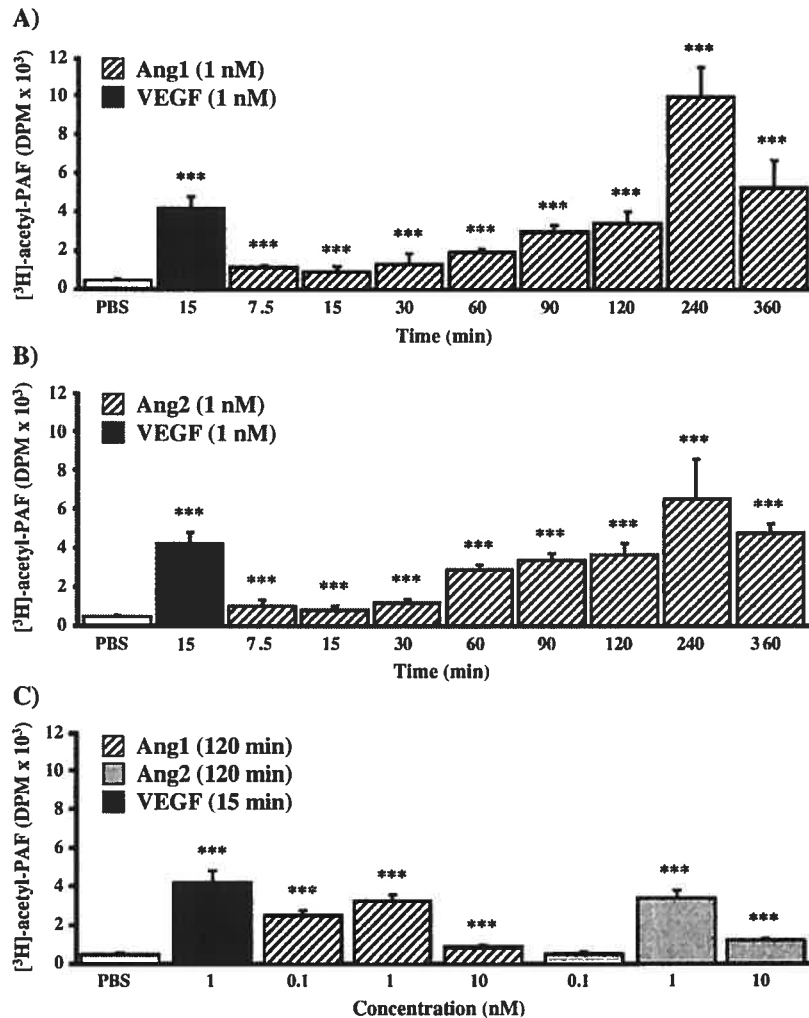 A)
[³H]-acetyl-PAF (DPM x 10³)
12
10
8
6
4
2
0
Ang1 (1 nM)
VEGF (1 nM)
*** *** *** *** *** *** *** *** ***
PBS 15 7.5 15 30 60 90 120 240 360
Time (min)
B)
[³H]-acetyl-PAF (DPM x 10³)
12
10
8
6
4
2
0
Ang2 (1 nM)
VEGF (1 nM)
*** *** *** *** *** *** *** *** ***
PBS 15 7.5 15 30 60 90 120 240 360
Time (min)
C)
[³H]-acetyl-PAF (DPM x 10³)
12
10
8
6
4
2
0
Ang1 (120 min)
Ang2 (120 min)
VEGF (15 min)
*** *** *** *** *** ***
PBS 1 0.1 1 10 0.1 1 10
Concentration (nM)